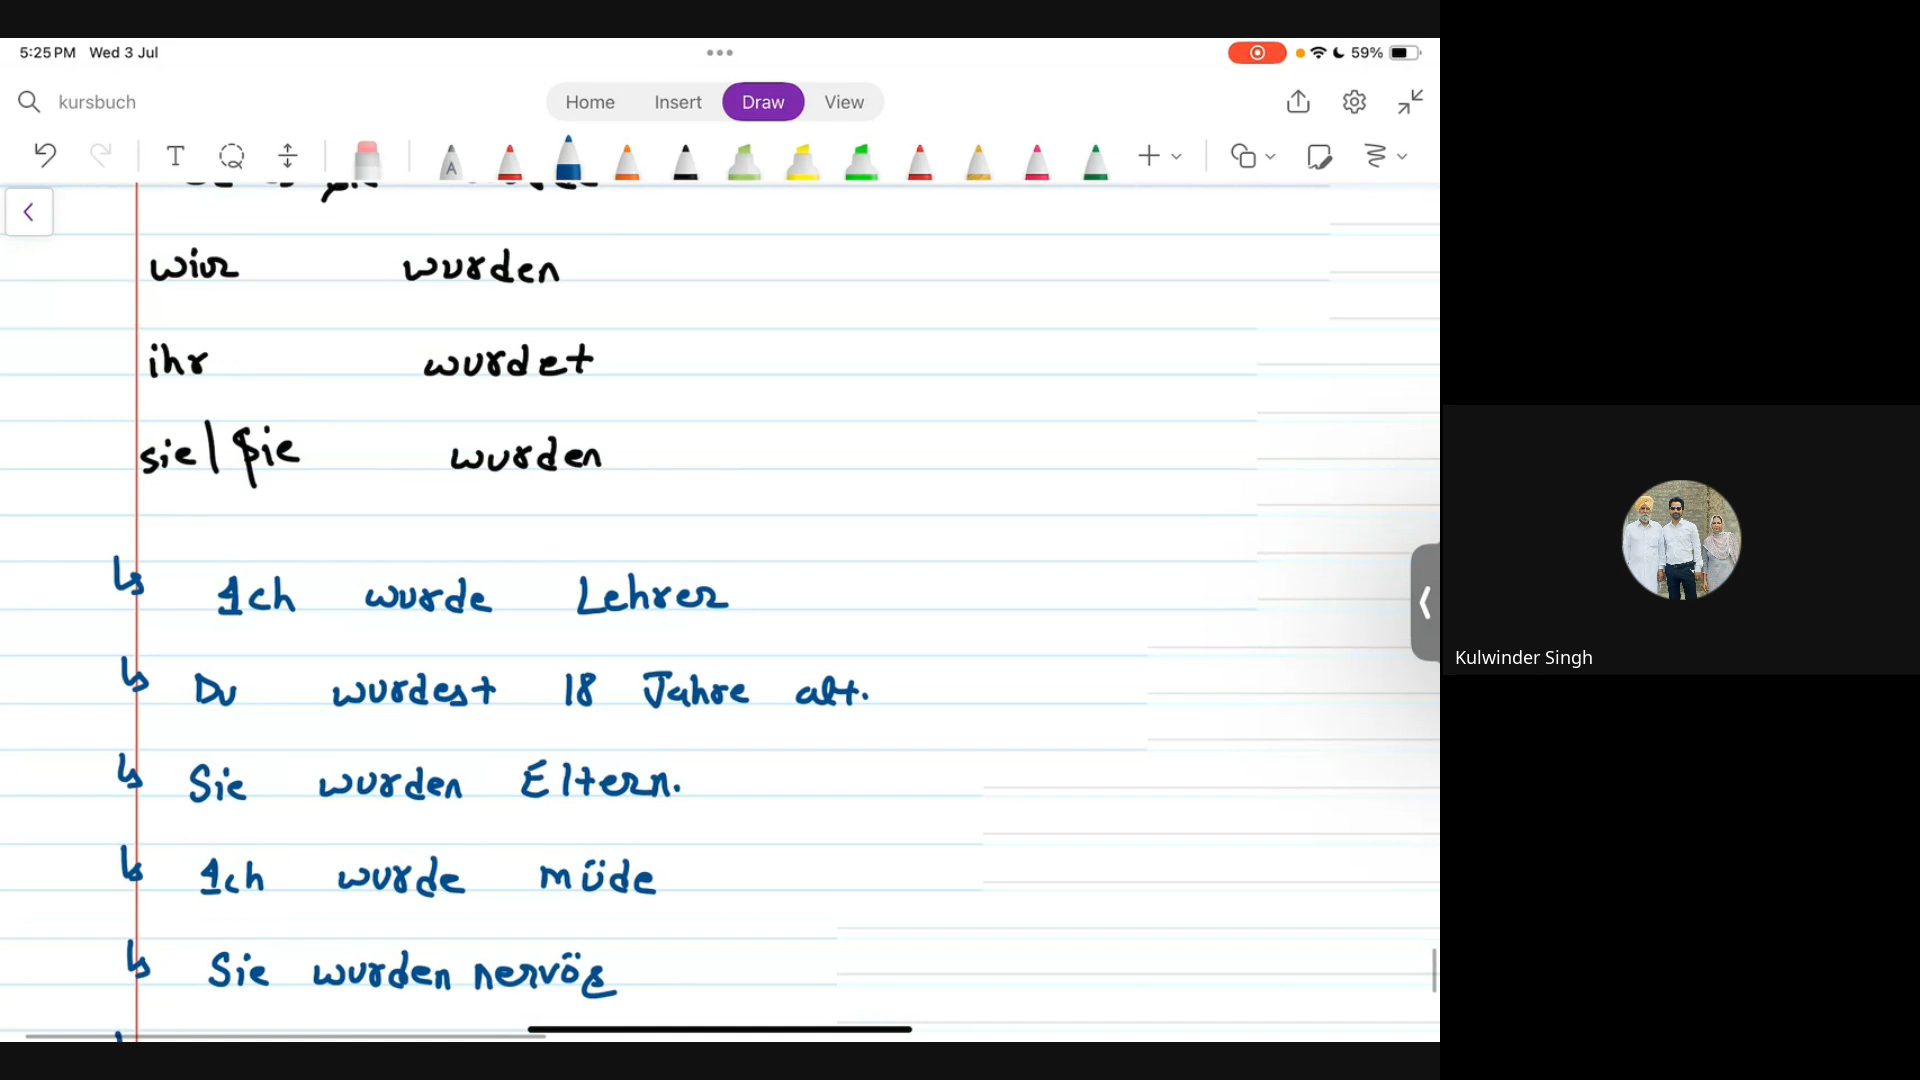 5:25 PM Wed 3 Jul 59%
kursbuch Home Insert Draw View
wir wurden
ihr wurdet
sie/Sie wurden
Ich wurde Lehrer
Du wurdest 18 Jahre alt.
Sie wurden Eltern.
Ich wurde müde
Sie wurden nervös
Kulwinder Singh